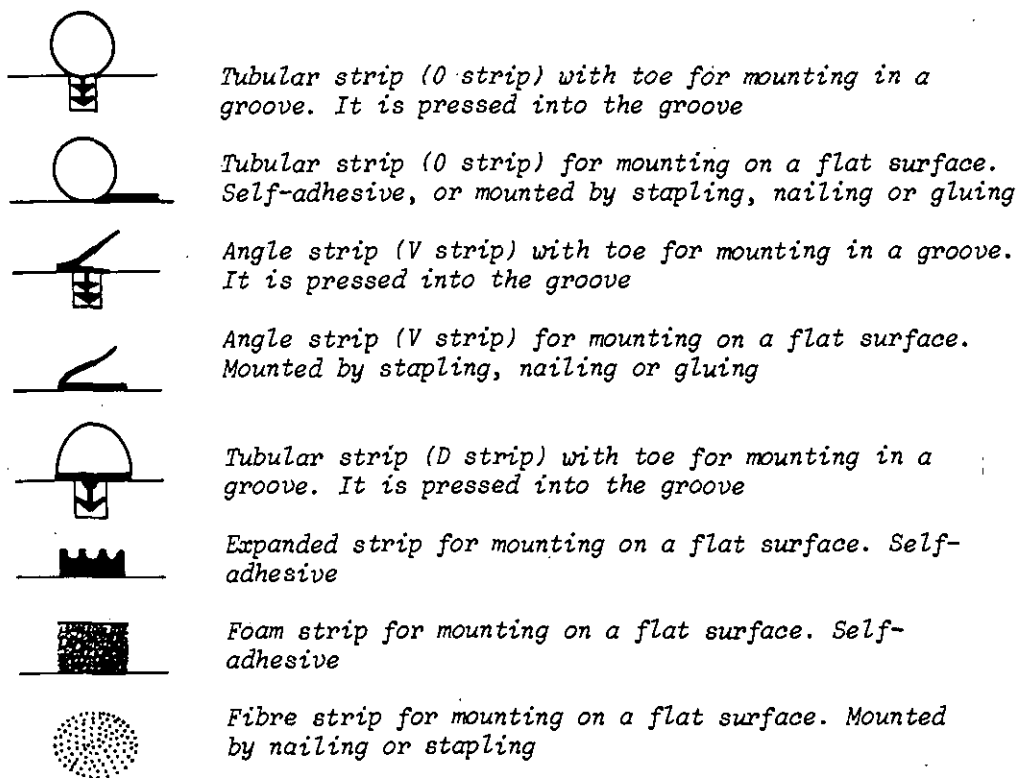 Tubular strip (O strip) with toe for mounting in a
groove. It is pressed into the groove
Tubular strip (O strip) for mounting on a flat surface.
Self-adhesive, or mounted by stapling, nailing or gluing
Angle strip (V strip) with toe for mounting in a groove.
It is pressed into the groove
Angle strip (V strip) for mounting on a flat surface.
Mounted by stapling, nailing or gluing
Tubular strip (D strip) with toe for mounting in a
groove. It is pressed into the groove
Expanded strip for mounting on a flat surface. Self-
adhesive
Foam strip for mounting on a flat surface. Self-
adhesive
Fibre strip for mounting on a flat surface. Mounted
by nailing or stapling